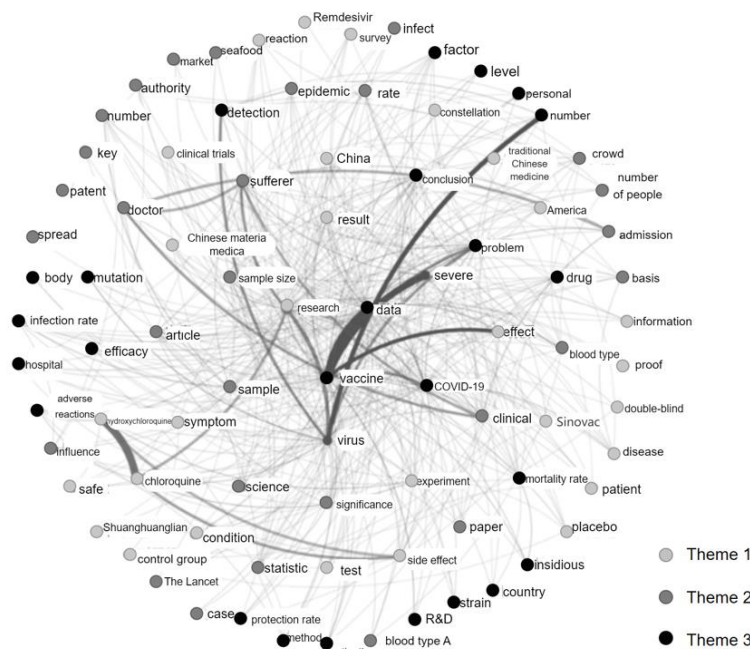 Remdesivir
infect
reaction
survey
seafood
factor
market
level
authority
epidemic
rate
personal
number
detection
constellation
number
key
clinical trials
China
traditional
Chinese
medicine
crowd
patent
sufferer
conclusion
number
of people
doctor
result
America
spread
Chinese materia
medica
problem
admission
body
mutation
sample size
severe
drug
basis
research
data
infection rate
article
effect
information
efficacy
blood type
hospital
vaccine
proof
sample
COVID-19
adverse
reactions
hydroxychloroquine
symptom
clinical
Sinovac
double-blind
virus
influence
disease
safe
chloroquine
science
experiment
mortality rate
patient
significance
Shuanghuanglian
condition
paper
placebo
control group
side effect
Theme 1
The Lancet
statistic
test
insidious
country
Theme 2
case
strain
protection rate
R&D
method
blood type A
Theme 3